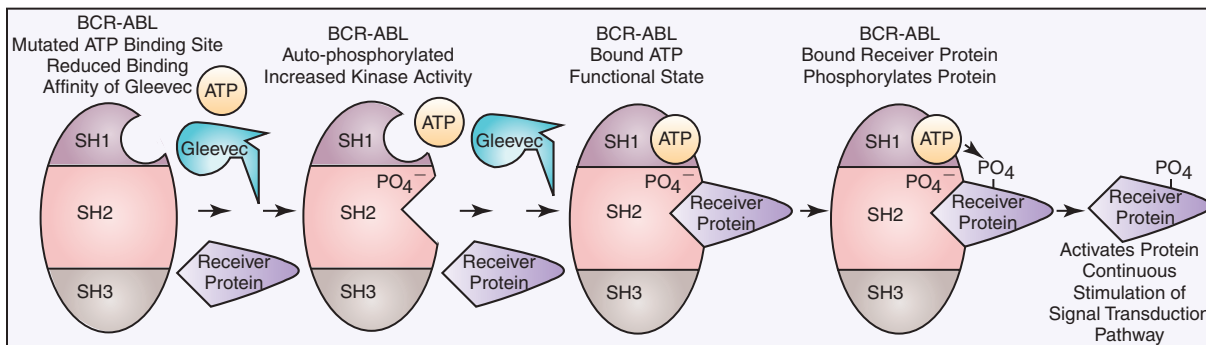 BCR-ABL
Mutated ATP Binding Site
Reduced Binding
Affinity of Gleevec
ATP
SH1
Gleevec
SH2
Receiver
Protein
SH3
BCR-ABL
Auto-phosphorylated
Increased Kinase Activity
ATP
SH1
Gleevec
PO4−
SH2
Receiver
Protein
SH3
BCR-ABL
Bound ATP
Functional State
SH1
ATP
PO4−
SH2
Receiver
Protein
SH3
BCR-ABL
Bound Receiver Protein
Phosphorylates Protein
SH1
ATP
PO4
PO4−
SH2
Receiver
Protein
SH3
PO4
Receiver
Protein
Activates Protein
Continuous
Stimulation of
Signal Transduction
Pathway